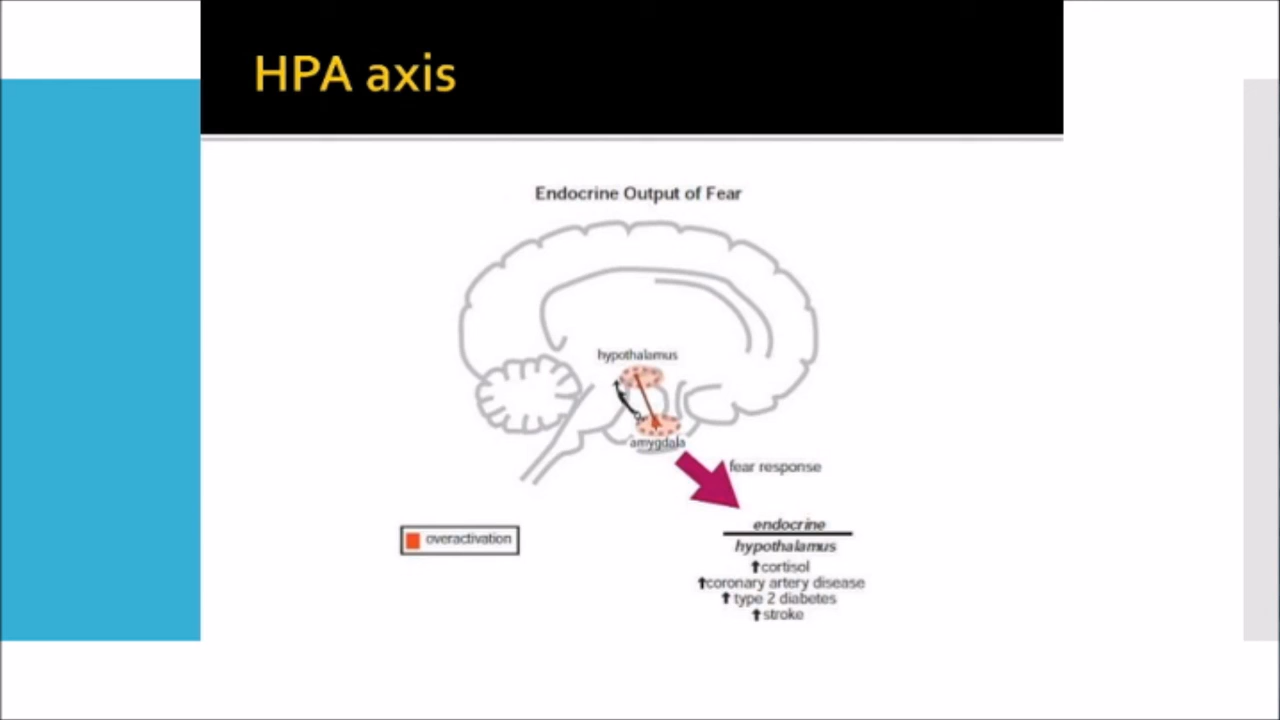 HPA axis
Endocrine Output of Fear
hypothalamus
amygdala
fear response
overactivation
endocrine
hypothalamus
↑cortisol
↑coronary artery disease
↑type 2 diabetes
↑stroke